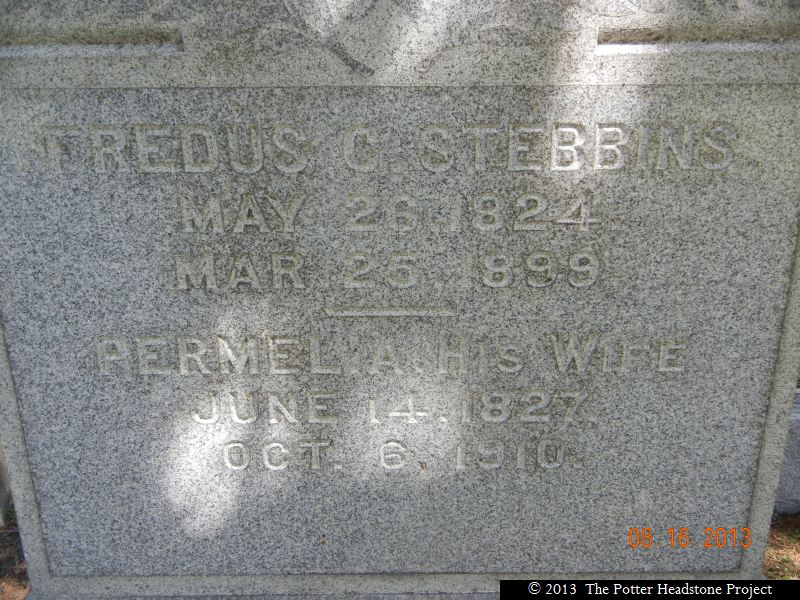 FREDUS C. STEBBINS
MAY 26, 1824.
MAR. 25, 1899
PERMELIA, HIS WIFE
JUNE 14, 1827.
OCT. 6, 1910.
08.16.2013
© 2013 The Potter Headstone Project